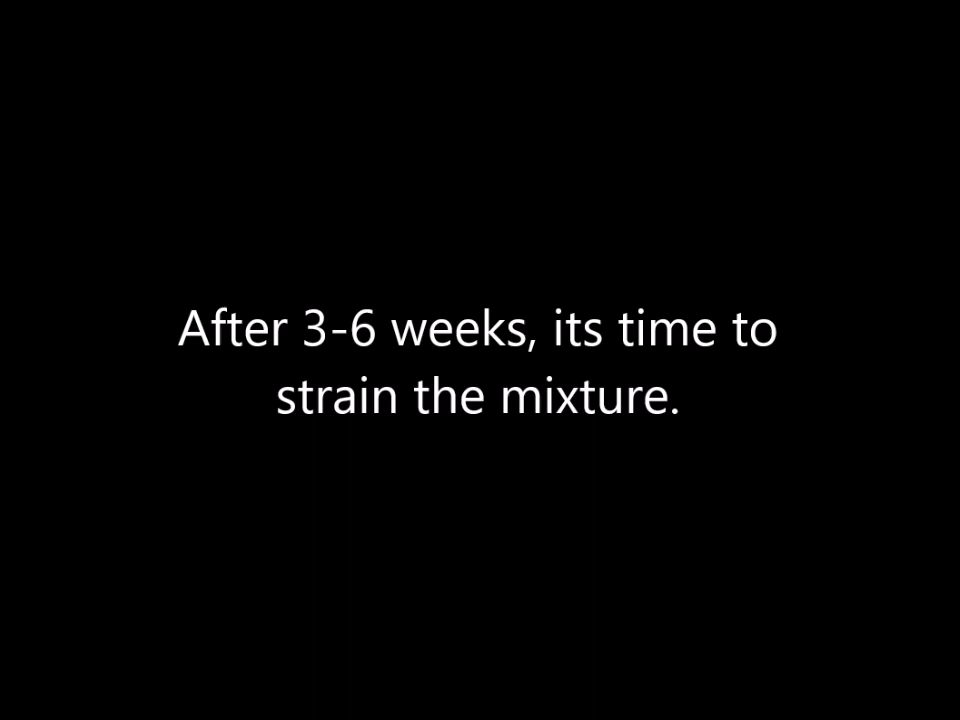 After 3-6 weeks, its time to
strain the mixture.